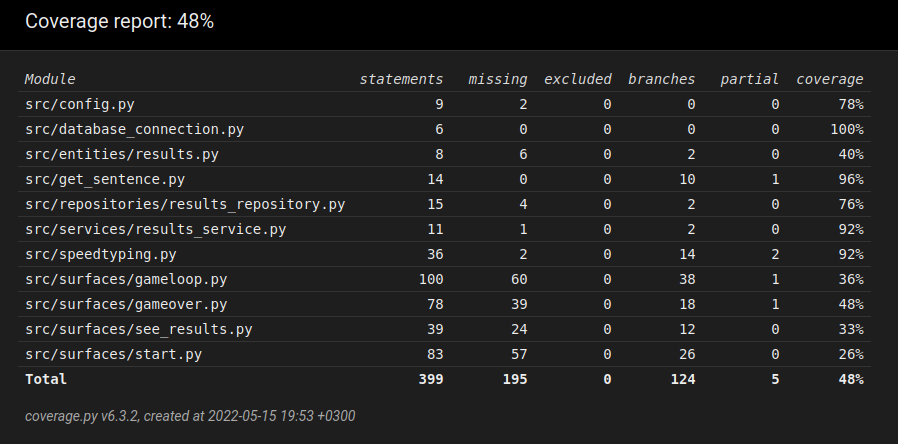 Coverage report: 48%
Module statements missing excluded branches partial coverage
src/config.py 9 2 0 0 0 78%
src/database_connection.py 6 0 0 0 0 100%
src/entities/results.py 8 6 0 2 0 40%
src/get_sentence.py 14 0 0 10 1 96%
src/repositories/results_repository.py 15 4 0 2 0 76%
src/services/results_service.py 11 1 0 2 0 92%
src/speedtyping.py 36 2 0 14 2 92%
src/surfaces/gameloop.py 100 60 0 38 1 36%
src/surfaces/gameover.py 78 39 0 18 1 48%
src/surfaces/see_results.py 39 24 0 12 0 33%
src/surfaces/start.py 83 57 0 26 0 26%
Total 399 195 0 124 5 48%
coverage.py v6.3.2, created at 2022-05-15 19:53 +0300